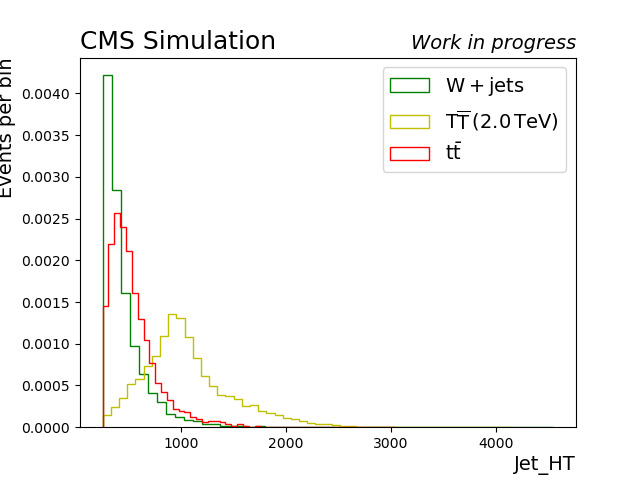 CMS Simulation Work in progress
Events per bin
0.0040
0.0035
0.0030
0.0025
0.0020
0.0015
0.0010
0.0005
0.0000
W + jets
TT̅ (2.0 TeV)
tt̄
1000 2000 3000 4000
Jet_HT